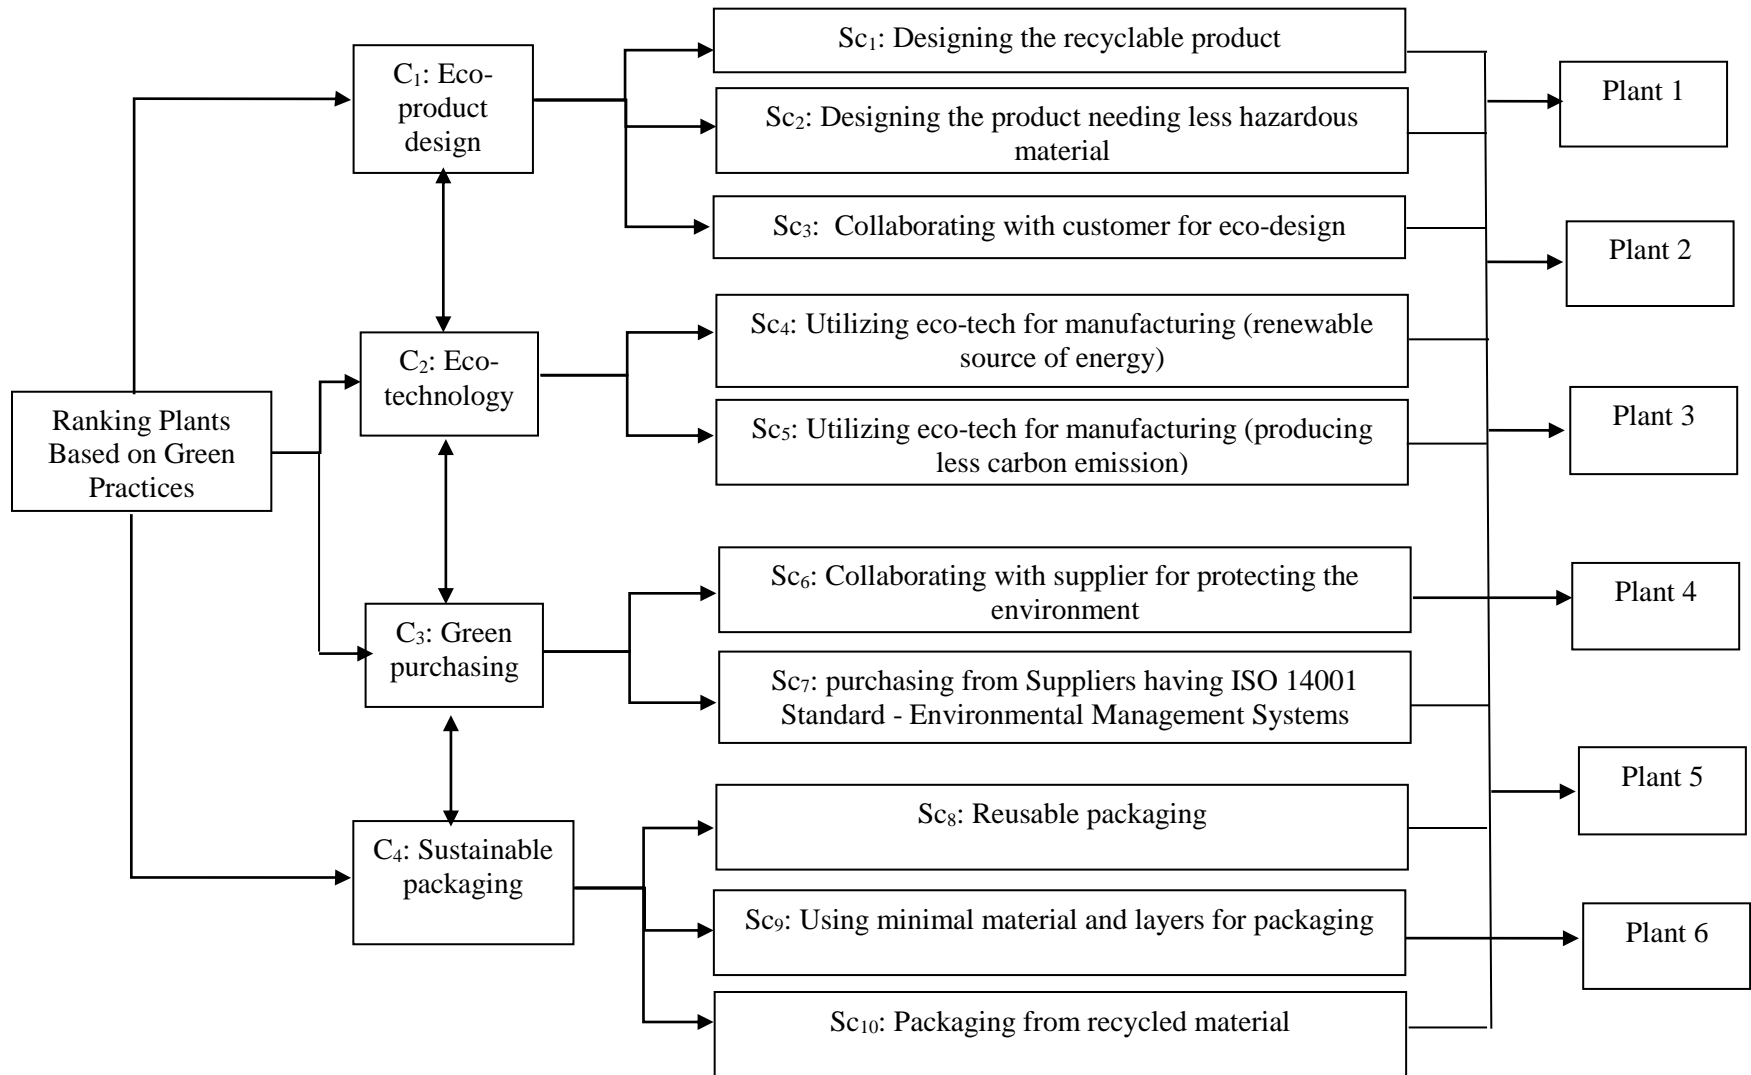 Ranking Plants
Based on Green
Practices
C₁: Eco-
product
design
C₂: Eco-
technology
C₃: Green
purchasing
C₄: Sustainable
packaging
Sc₁: Designing the recyclable product
Sc₂: Designing the product needing less hazardous
material
Sc₃: Collaborating with customer for eco-design
Sc₄: Utilizing eco-tech for manufacturing (renewable
source of energy)
Sc₅: Utilizing eco-tech for manufacturing (producing
less carbon emission)
Sc₆: Collaborating with supplier for protecting the
environment
Sc₇: purchasing from Suppliers having ISO 14001
Standard - Environmental Management Systems
Sc₈: Reusable packaging
Sc₉: Using minimal material and layers for packaging
Sc₁₀: Packaging from recycled material
Plant 1
Plant 2
Plant 3
Plant 4
Plant 5
Plant 6